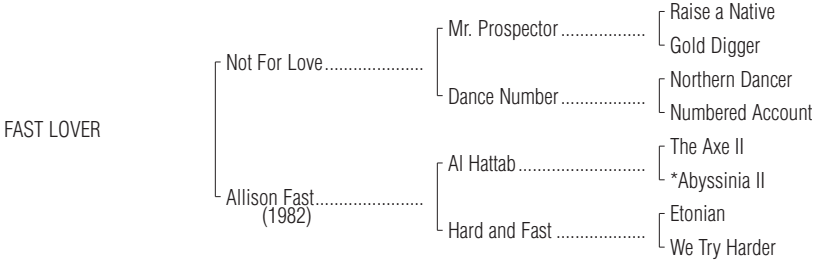 Raise a Native
Mr. Prospector
Gold Digger
Not For Love
Northern Dancer
Dance Number
Numbered Account
FAST LOVER
The Axe II
Al Hattab
*Abyssinia II
Allison Fast
(1982)
Etonian
Hard and Fast
We Try Harder